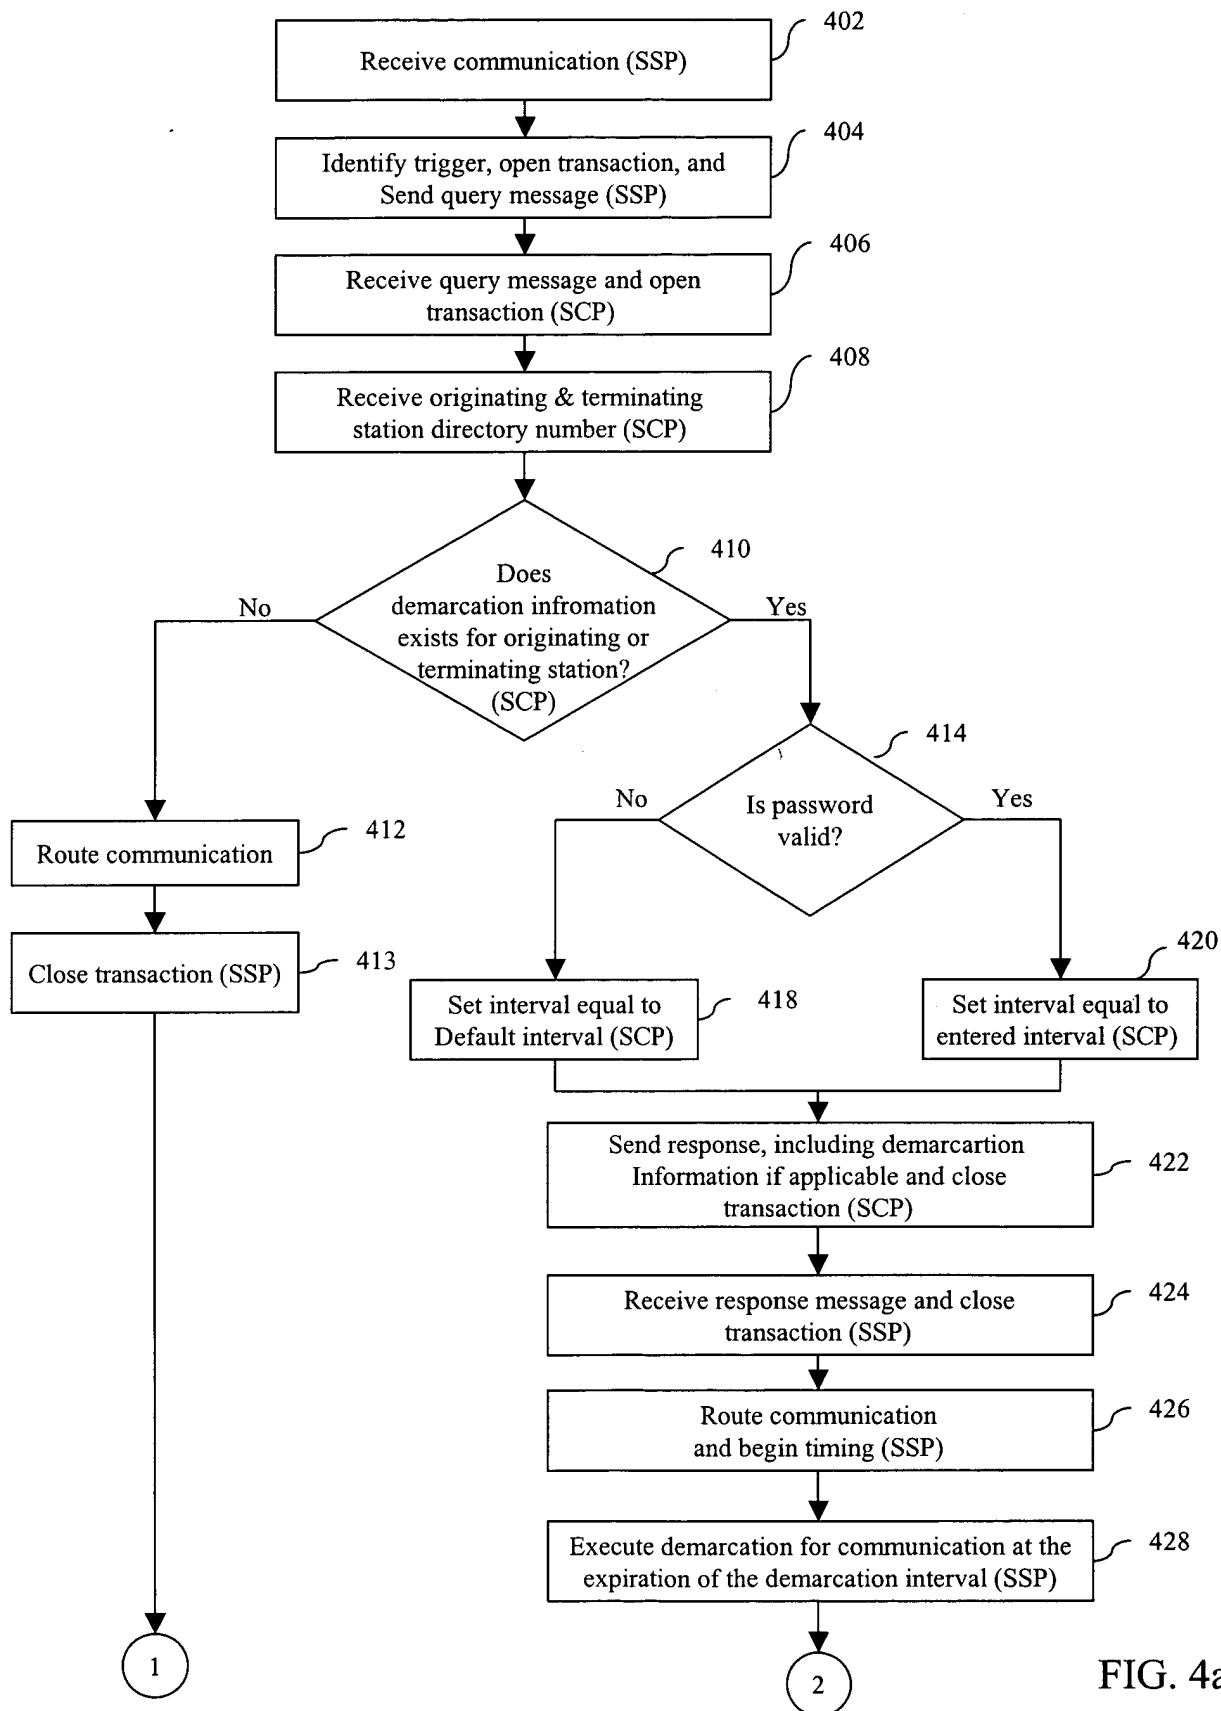 402
Receive communication (SSP)
404
Identify trigger, open transaction, and
Send query message (SSP)
406
Receive query message and open
transaction (SCP)
408
Receive originating & terminating
station directory number (SCP)
410
Does
demarcation infromation
exists for originating or
terminating station?
(SCP)
No
Yes
414
Is password
valid?
No
Yes
412
Route communication
413
Close transaction (SSP)
418
Set interval equal to
Default interval (SCP)
420
Set interval equal to
entered interval (SCP)
422
Send response, including demarcartion
Information if applicable and close
transaction (SCP)
424
Receive response message and close
transaction (SSP)
426
Route communication
and begin timing (SSP)
428
Execute demarcation for communication at the
expiration of the demarcation interval (SSP)
1
2
FIG. 4a